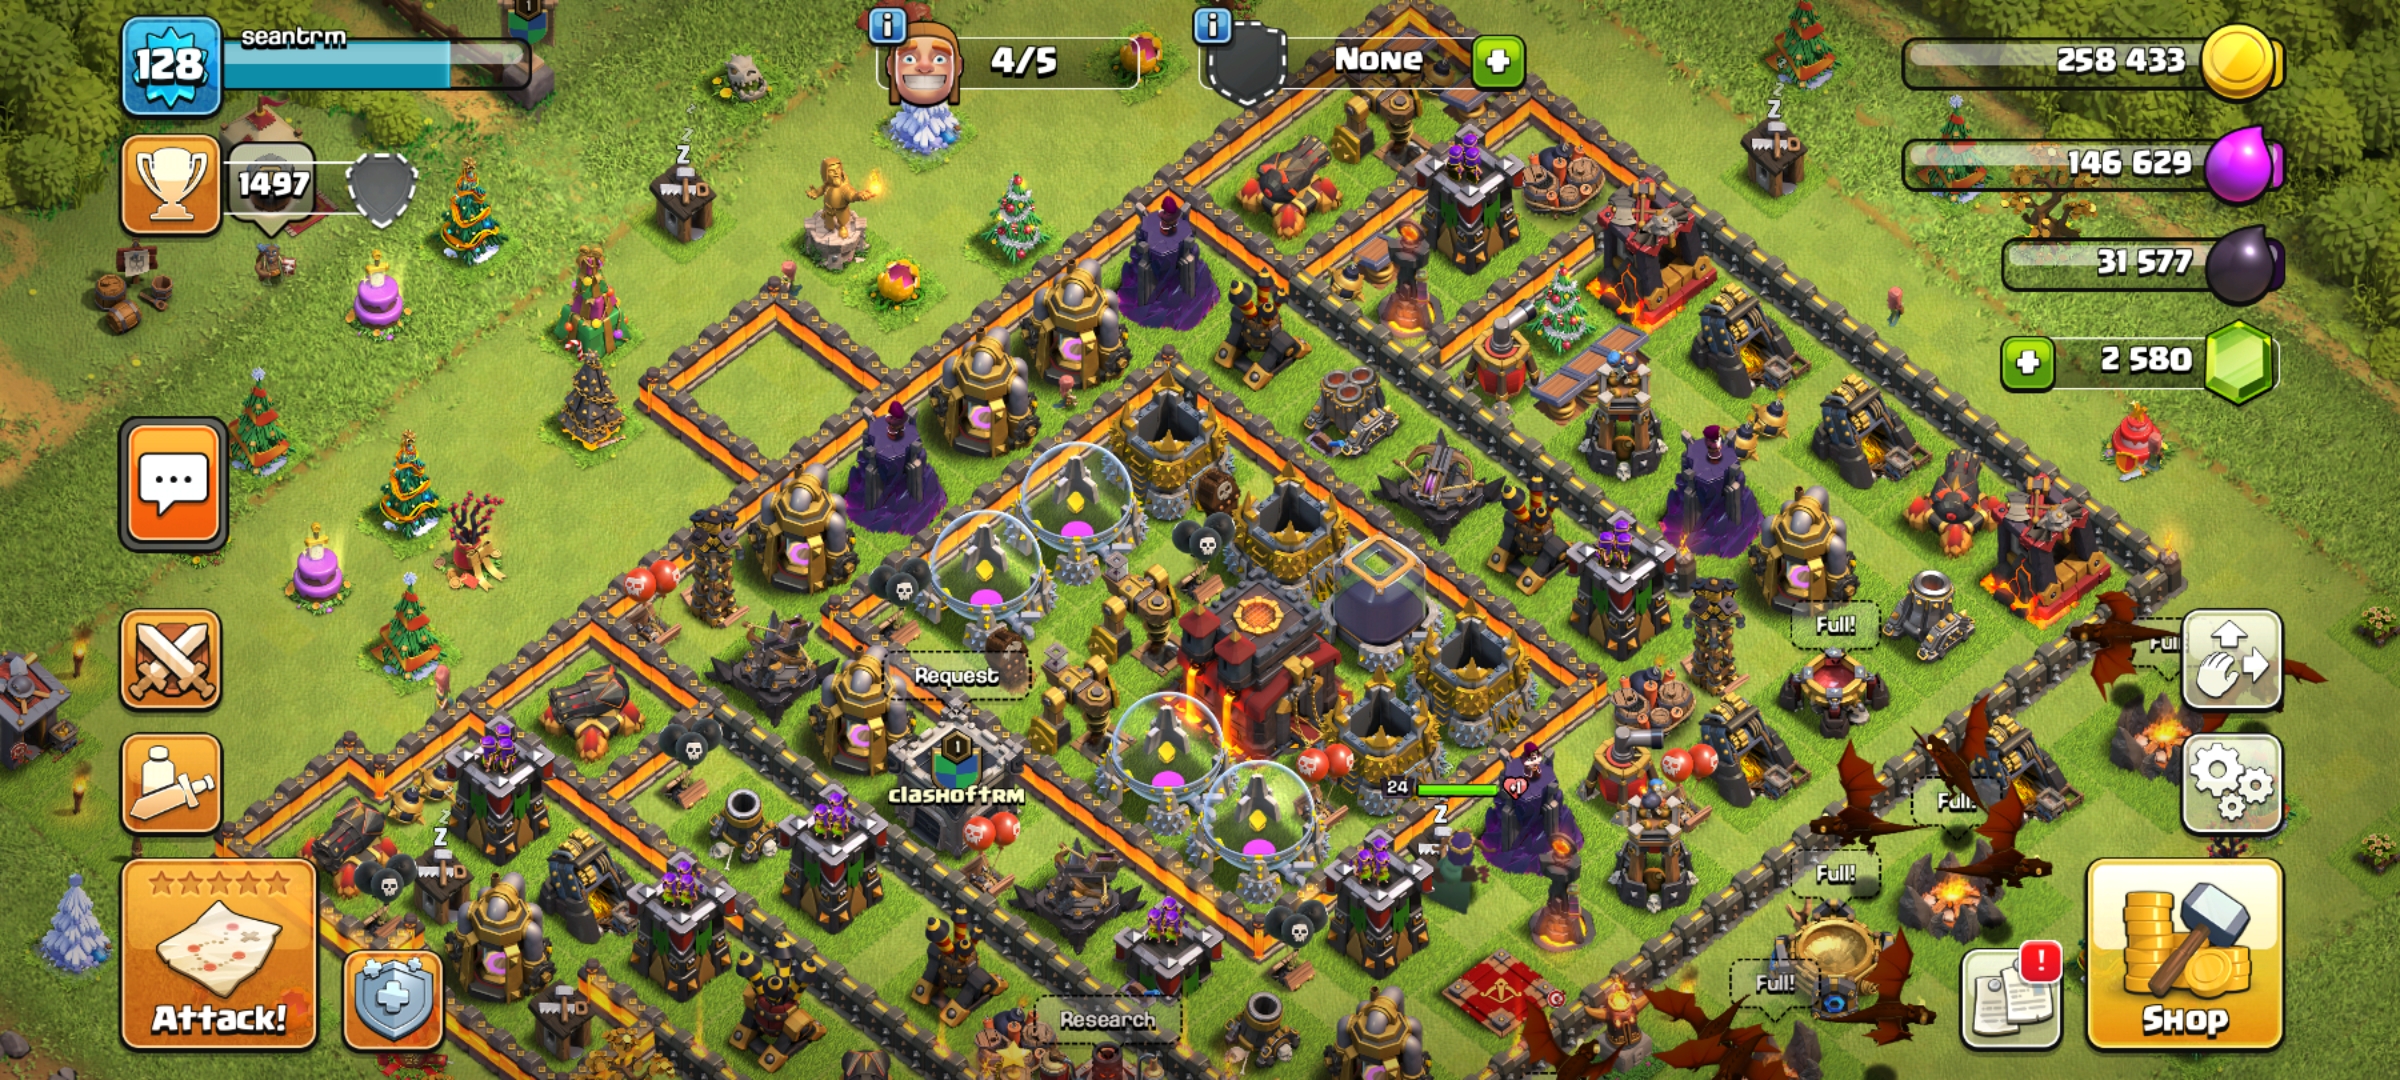 128
seantrm
4/5
None
258 433
1497
146 629
31 577
2 580
Full!
Full
Request
clashoftrm
24
+1
Full!
Full!
Full!
Attack!
Research
Shop